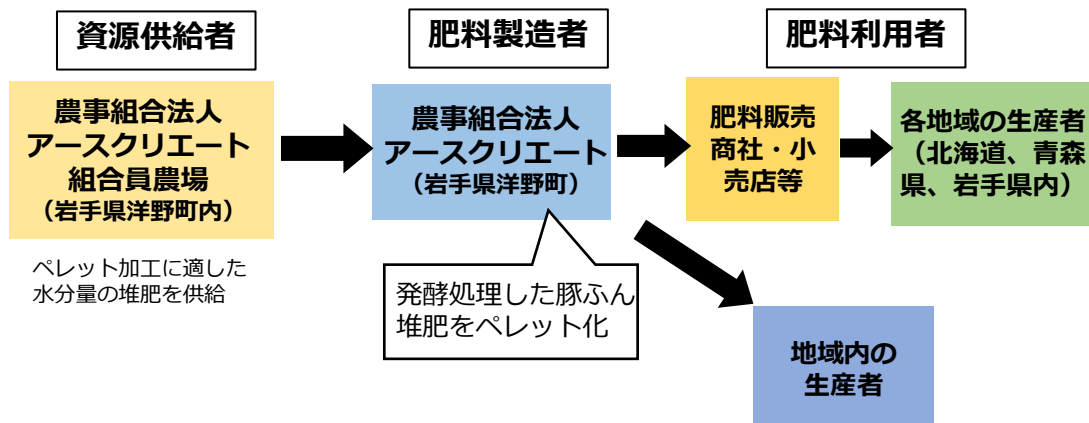 資源供給者
肥料製造者
肥料利用者
農事組合法人
アースクリエート
組合員農場
（岩手県洋野町内）
農事組合法人
アースクリエート
（岩手県洋野町）
肥料販売
商社・小
売店等
各地域の生産者
（北海道、青森
県、岩手県内）
ペレット加工に適した
水分量の堆肥を供給
発酵処理した豚ふん
堆肥をペレット化
地域内の
生産者